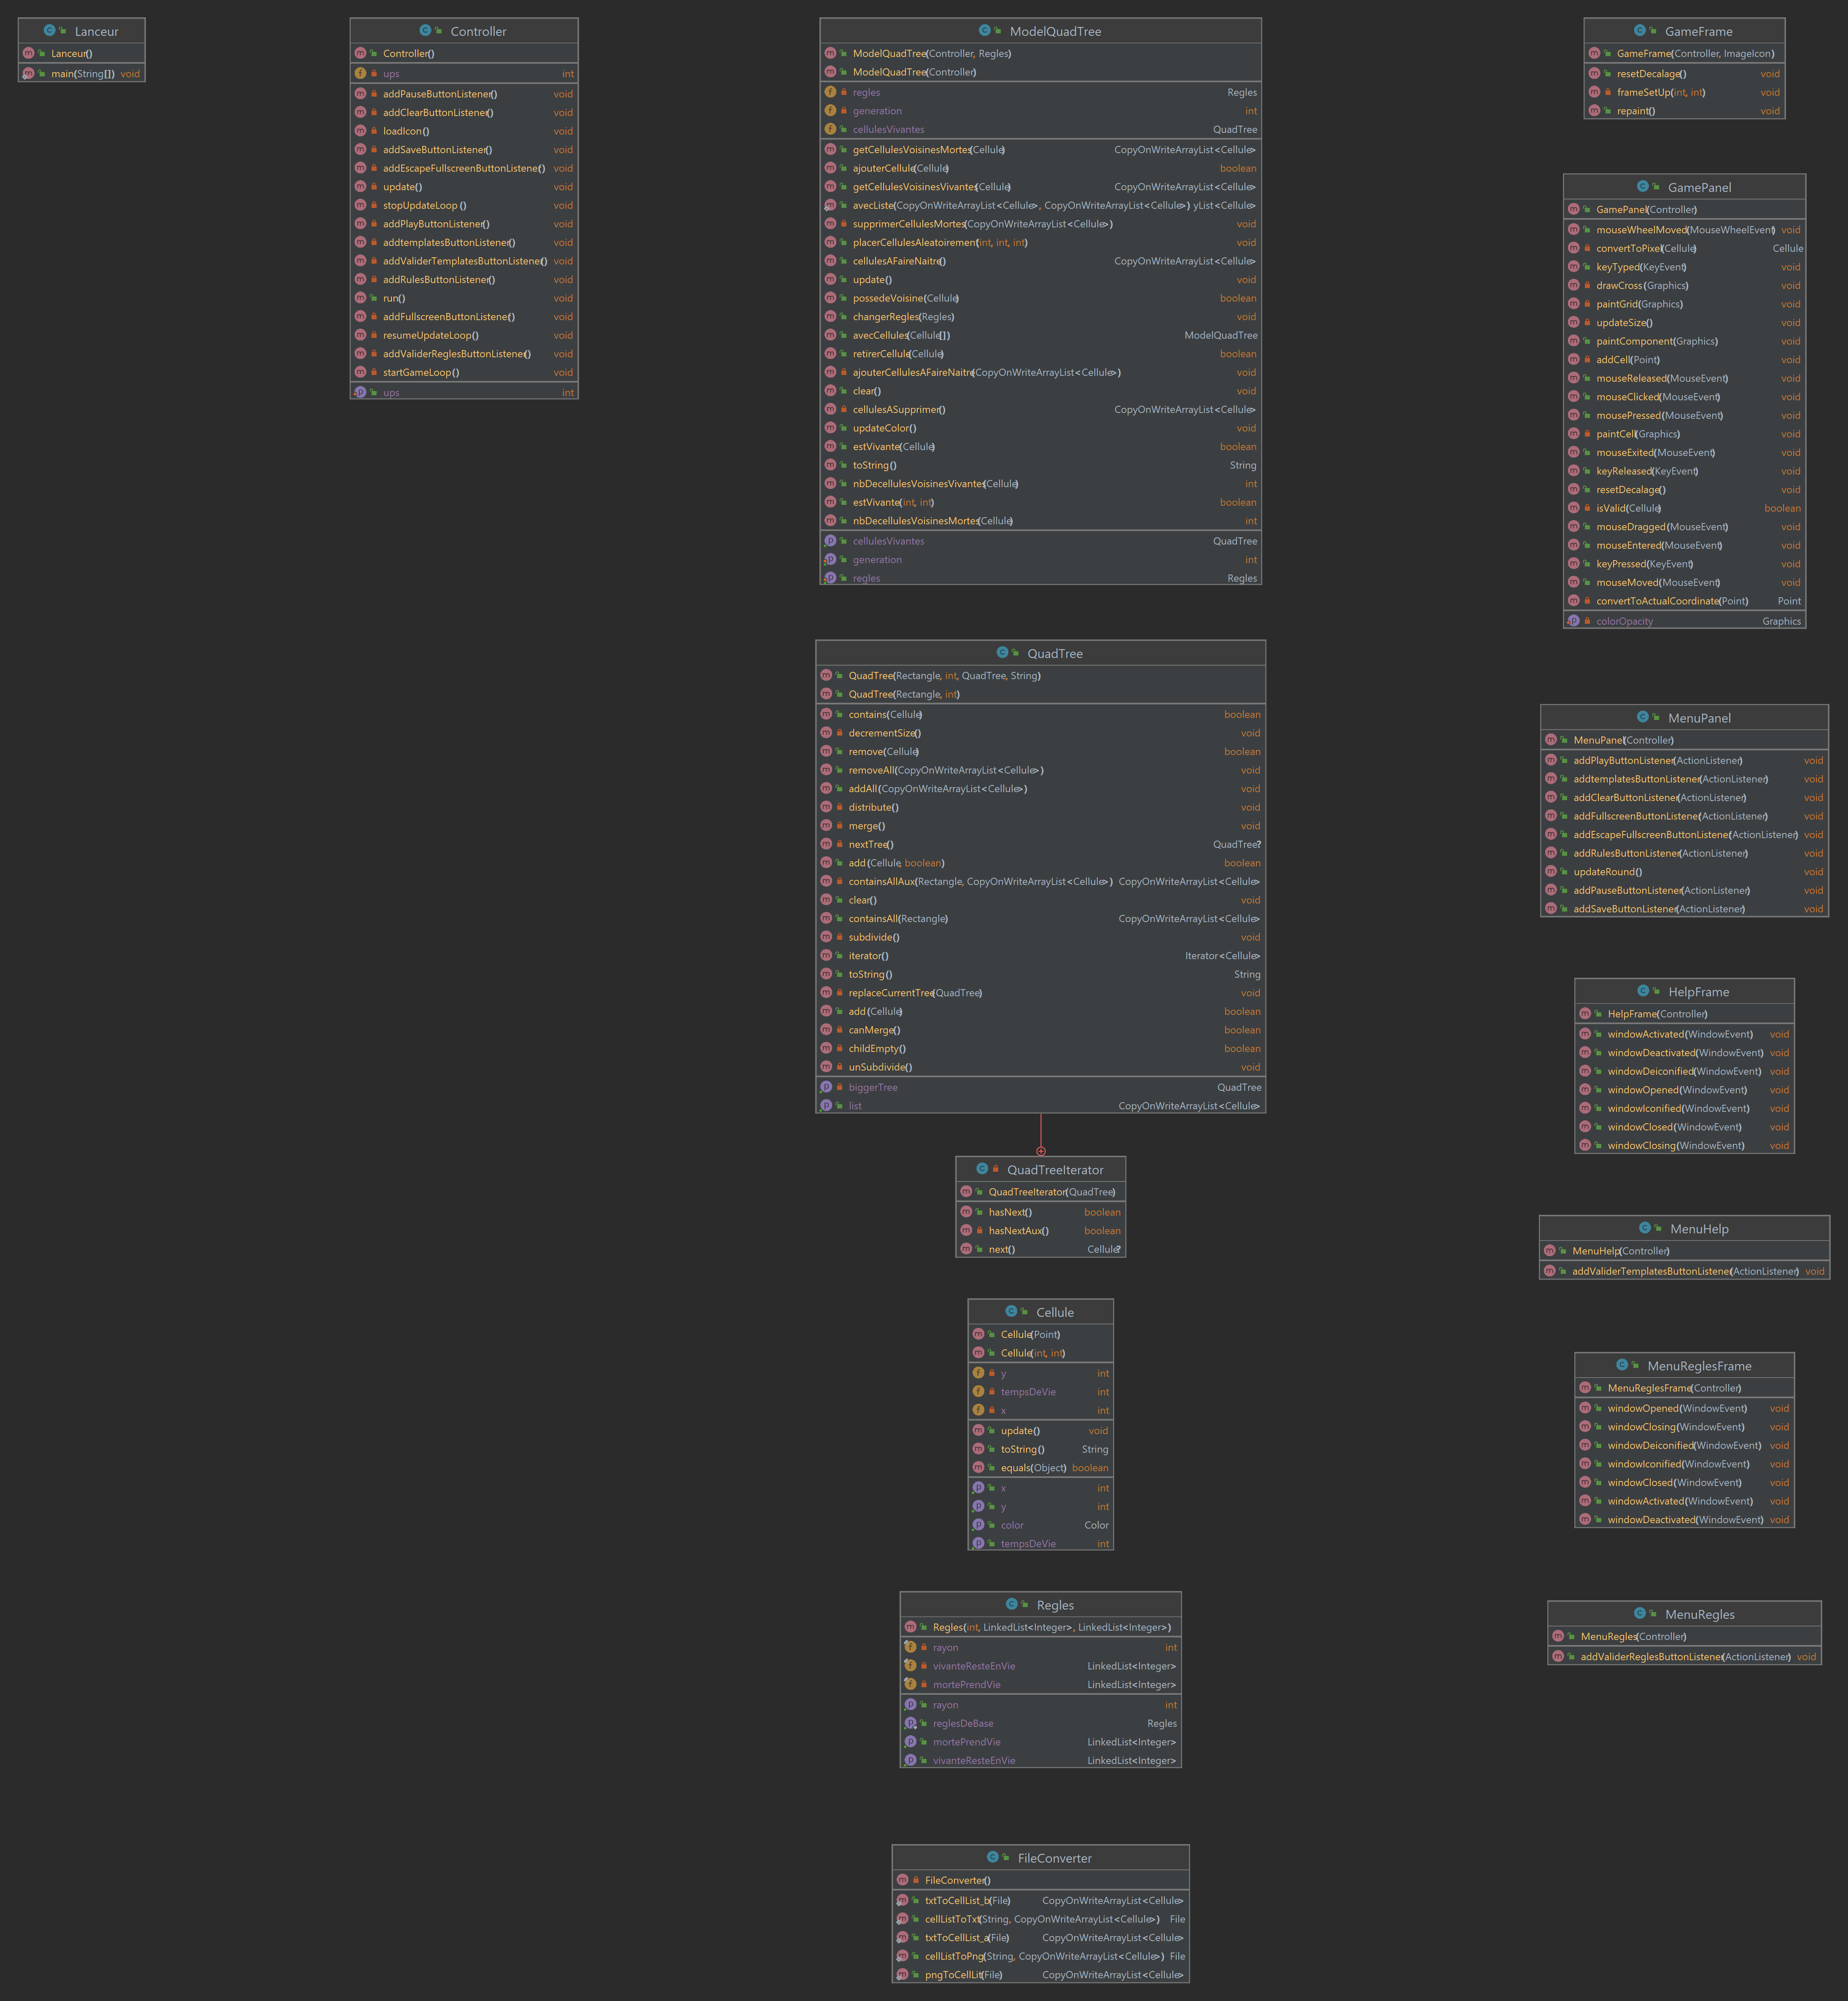 Lanceur
Lanceur()
main(String[]) void
Controller
Controller()
ups int
addPauseButtonListener() void
addClearButtonListener() void
loadIcon() void
addSaveButtonListener() void
addEscapeFullscreenButtonListener() void
update() void
stopUpdateLoop() void
addPlayButtonListener() void
addtemplatesButtonListener() void
addValiderTemplatesButtonListener() void
addRulesButtonListener() void
run() void
addFullscreenButtonListener() void
resumeUpdateLoop() void
addValiderReglesButtonListener() void
startGameLoop() void
ups int
ModelQuadTree
ModelQuadTree(Controller, Regles)
ModelQuadTree(Controller)
regles Regles
generation int
cellulesVivantes QuadTree
getCellulesVoisinesMortes(Cellule) CopyOnWriteArrayList<Cellule>
ajouterCellule(Cellule) boolean
getCellulesVoisinesVivantes(Cellule) CopyOnWriteArrayList<Cellule>
avecListe(CopyOnWriteArrayList<Cellule>, CopyOnWriteArrayList<Cellule>) yList<Cellule>
supprimerCellulesMortes(CopyOnWriteArrayList<Cellule>) void
placerCellulesAleatoirement(int, int, int) void
cellulesAFaireNaitre() CopyOnWriteArrayList<Cellule>
update() void
possedeVoisine(Cellule) boolean
changerRegles(Regles) void
avecCellules(Cellule[]) ModelQuadTree
retirerCellule(Cellule) boolean
ajouterCellulesAFaireNaitre(CopyOnWriteArrayList<Cellule>) void
clear() void
cellulesASupprimer() CopyOnWriteArrayList<Cellule>
updateColor() void
estVivante(Cellule) boolean
toString() String
nbDecellulesVoisinesVivantes(Cellule) int
estVivante(int, int) boolean
nbDecellulesVoisinesMortes(Cellule) int
cellulesVivantes QuadTree
generation int
regles Regles
QuadTree
QuadTree(Rectangle, int, QuadTree, String)
QuadTree(Rectangle, int)
contains(Cellule) boolean
decrementSize() void
remove(Cellule) boolean
removeAll(CopyOnWriteArrayList<Cellule>) void
addAll(CopyOnWriteArrayList<Cellule>) void
distribute() void
merge() void
nextTree() QuadTree?
add(Cellule, boolean) boolean
containsAllAux(Rectangle, CopyOnWriteArrayList<Cellule>) CopyOnWriteArrayList<Cellule>
clear() void
containsAll(Rectangle) CopyOnWriteArrayList<Cellule>
subdivide() void
iterator() Iterator<Cellule>
toString() String
replaceCurrentTree(QuadTree) void
add(Cellule) boolean
canMerge() boolean
childEmpty() boolean
unSubdivide() void
biggerTree QuadTree
list CopyOnWriteArrayList<Cellule>
QuadTreeIterator
QuadTreeIterator(QuadTree)
hasNext() boolean
hasNextAux() boolean
next() Cellule?
Cellule
Cellule(Point)
Cellule(int, int)
y int
tempsDeVie int
x int
update() void
toString() String
equals(Object) boolean
x int
y int
color Color
tempsDeVie int
Regles
Regles(int, LinkedList<Integer>, LinkedList<Integer>)
rayon int
vivanteResteEnVie LinkedList<Integer>
mortePrendVie LinkedList<Integer>
rayon int
reglesDeBase Regles
mortePrendVie LinkedList<Integer>
vivanteResteEnVie LinkedList<Integer>
FileConverter
FileConverter()
txtToCellList_b(File) CopyOnWriteArrayList<Cellule>
cellListToTxt(String, CopyOnWriteArrayList<Cellule>) File
txtToCellList_a(File) CopyOnWriteArrayList<Cellule>
cellListToPng(String, CopyOnWriteArrayList<Cellule>) File
pngToCellLit(File) CopyOnWriteArrayList<Cellule>
GameFrame
GameFrame(Controller, ImageIcon)
resetDecalage() void
frameSetUp(int, int) void
repaint() void
GamePanel
GamePanel(Controller)
mouseWheelMoved(MouseWheelEvent) void
convertToPixel(Cellule) Cellule
keyTyped(KeyEvent) void
drawCross(Graphics) void
paintGrid(Graphics) void
updateSize() void
paintComponent(Graphics) void
addCell(Point) void
mouseReleased(MouseEvent) void
mouseClicked(MouseEvent) void
mousePressed(MouseEvent) void
paintCell(Graphics) void
mouseExited(MouseEvent) void
keyReleased(KeyEvent) void
resetDecalage() void
isValid(Cellule) boolean
mouseDragged(MouseEvent) void
mouseEntered(MouseEvent) void
keyPressed(KeyEvent) void
mouseMoved(MouseEvent) void
convertToActualCoordinate(Point) Point
colorOpacity Graphics
MenuPanel
MenuPanel(Controller)
addPlayButtonListener(ActionListener) void
addtemplatesButtonListener(ActionListener) void
addClearButtonListener(ActionListener) void
addFullscreenButtonListene(ActionListener) void
addEscapeFullscreenButtonListene(ActionListener) void
addRulesButtonListener(ActionListener) void
updateRound() void
addPauseButtonListener(ActionListener) void
addSaveButtonListener(ActionListener) void
HelpFrame
HelpFrame(Controller)
windowActivated(WindowEvent) void
windowDeactivated(WindowEvent) void
windowDeiconified(WindowEvent) void
windowOpened(WindowEvent) void
windowIconified(WindowEvent) void
windowClosed(WindowEvent) void
windowClosing(WindowEvent) void
MenuHelp
MenuHelp(Controller)
addValiderTemplatesButtonListener(ActionListener) void
MenuReglesFrame
MenuReglesFrame(Controller)
windowOpened(WindowEvent) void
windowClosing(WindowEvent) void
windowDeiconified(WindowEvent) void
windowIconified(WindowEvent) void
windowClosed(WindowEvent) void
windowActivated(WindowEvent) void
windowDeactivated(WindowEvent) void
MenuRegles
MenuRegles(Controller)
addValiderReglesButtonListener(ActionListener) void